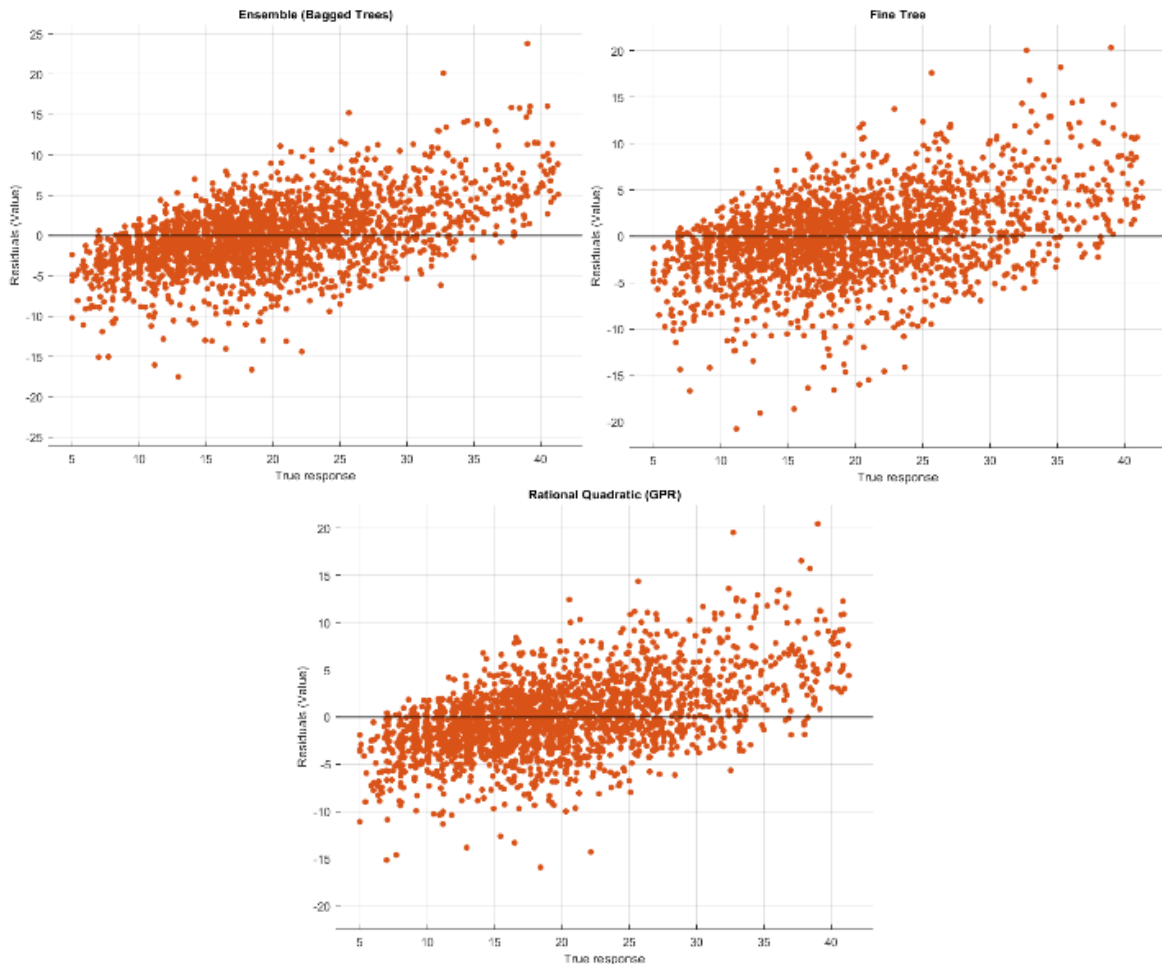 Ensemble (Bagged Trees)
25
20
15
10
5
0
-5
-10
-15
-20
-25
Residuals (Value)
5 10 15 20 25 30 35 40
True response
Fine Tree
20
15
10
5
0
-5
-10
-15
-20
Residuals (Value)
5 10 15 20 25 30 35 40
True response
Rational Quadratic (GPR)
20
15
10
5
0
-5
-10
-15
-20
Residuals (Value)
5 10 15 20 25 30 35 40
True response